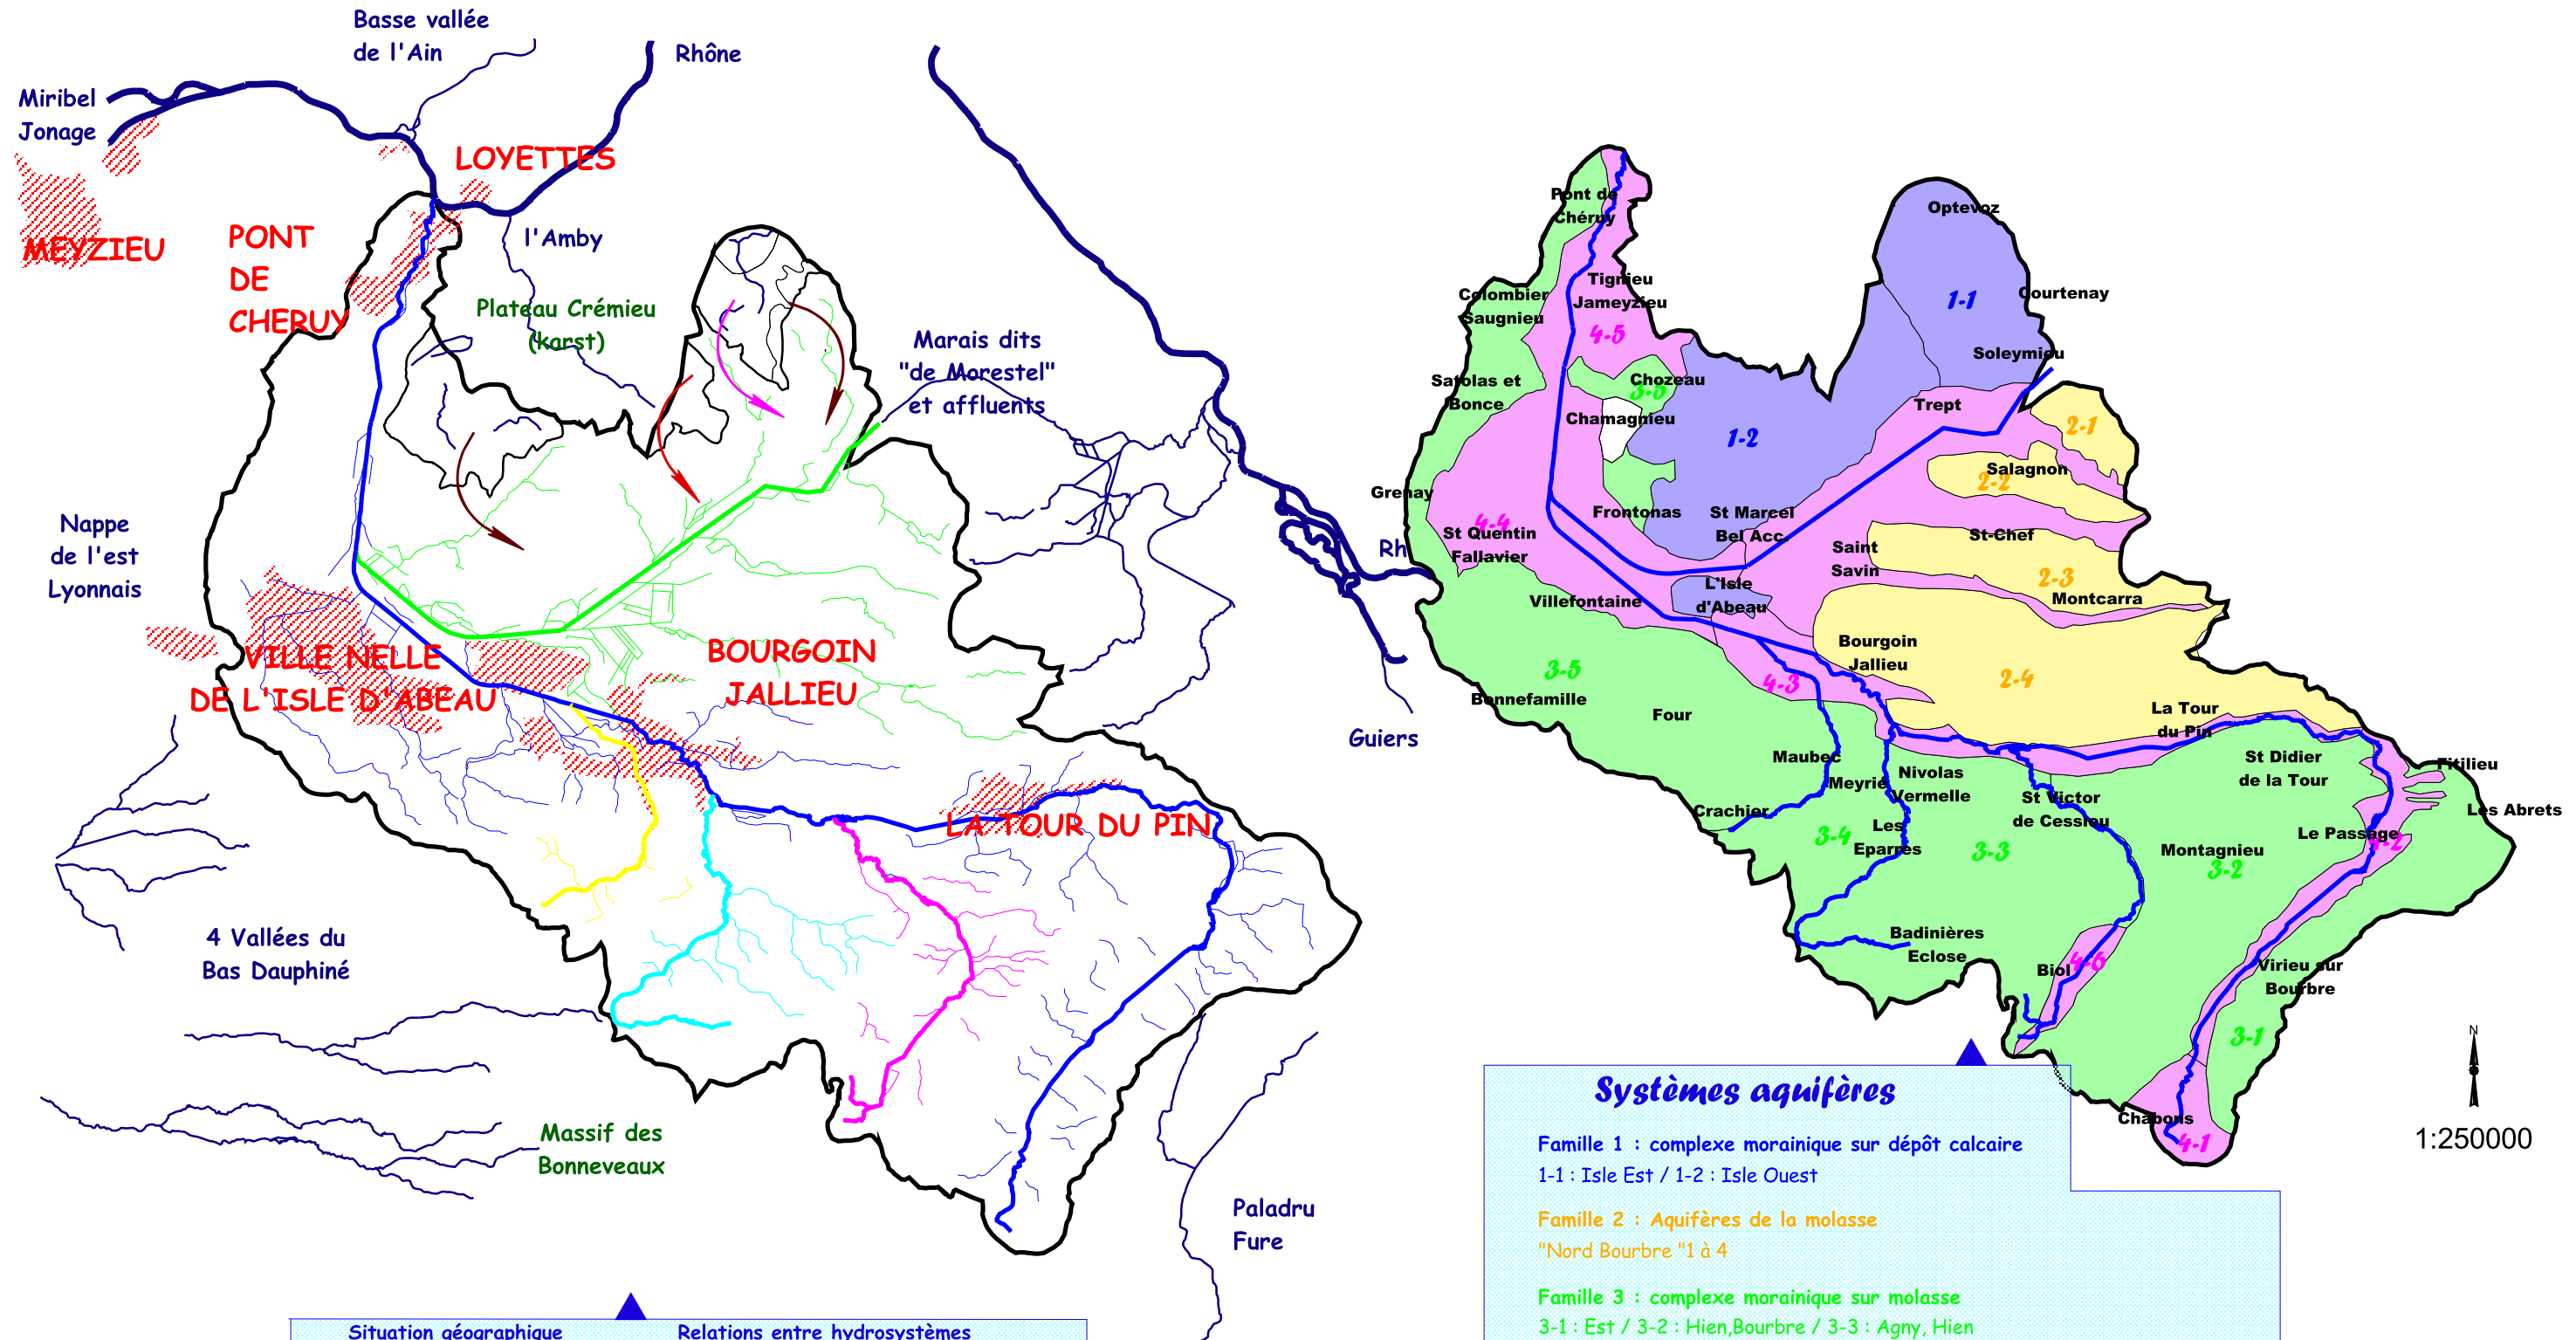 Basse vallée
de l'Ain
Rhône
Miribel
Jonage
LOYETTES
MEYZIEU
PONT
DE
CHERUY
l'Amby
Plateau Crémieu
(karst)
Marais dits
"de Morestel"
et affluents
Nappe
de l'est
Lyonnais
VILLE NELLE
DE L'ISLE D'ABEAU
BOURGOIN
JALLIEU
Rh
Guiers
LA TOUR DU PIN
4 Vallées du
Bas Dauphiné
Massif des
Bonneveaux
Paladru
Fure
Situation géographique
Relations entre hydrosystèmes
Pont de
Chéruy
Optevoz
1-1
Courtenay
Tignieu
Jameyzieu
4-5
Colombier
Saugnieu
Soleymieu
Satolas et
Bonce
Chozeau
3-6
Chamagnieu
Trept
1-2
2-1
Salagnon
2-2
Grenay
4-4
St Quentin
Fallavier
Frontonas
St Marcel
Bel Acc.
St-Chef
Saint
Savin
2-3
Montcarra
L'Isle
d'Abeau
Villefontaine
Bourgoin
Jallieu
3-5
4-3
2-4
Bonnefamille
Four
La Tour
du Pin
Maubec
Meyrié
Nivolas
Vermelle
St Didier
de la Tour
Fitilieu
St Victor
de Cessieu
Les Abrets
Crachier
3-4
Les
Eparres
3-3
Le Passage
4-2
Montagnieu
3-2
Badinières
Eclose
Biol
4-6
Virieu sur
Bourbre
3-1
Chabons
4-1
N
1:250000
Systèmes aquifères
Famille 1 : complexe morainique sur dépôt calcaire
1-1 : Isle Est / 1-2 : Isle Ouest
Famille 2 : Aquifères de la molasse
"Nord Bourbre "1 à 4
Famille 3 : complexe morainique sur molasse
3-1 : Est / 3-2 : Hien,Bourbre / 3-3 : Agny, Hien